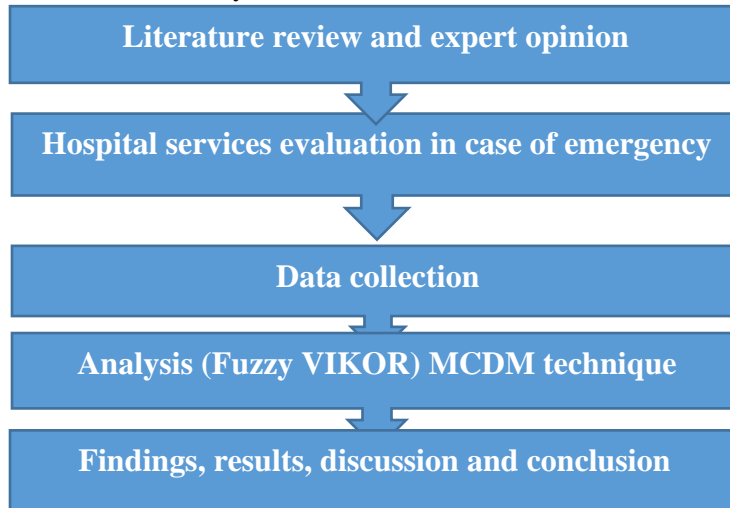 Literature review and expert opinion
Hospital services evaluation in case of emergency
Data collection
Analysis (Fuzzy VIKOR) MCDM technique
Findings, results, discussion and conclusion